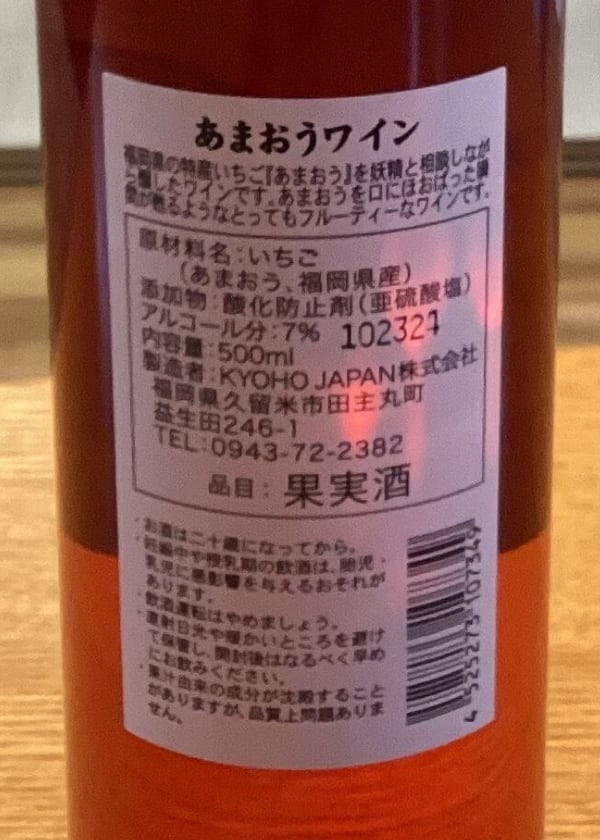 あまおうワイン
福岡県の特産いちご『あまおう』を妖精と相談しなが
ら醸したワインです。あまおうを口にほおばった瞬
間が甦るようなとってもフルーティーなワインです。
原材料名：いちご
（あまおう、福岡県産）
添加物：酸化防止剤（亜硫酸塩）
アルコール分：7% 102324
内容量：500ml
製造者：KYOHO JAPAN株式会社
福岡県久留米市田主丸町
益生田246-1
TEL：0943-72-2382
品目：果実酒
・お酒は二十歳になってから。
・妊娠中や授乳期の飲酒は、胎児・
乳児に悪影響を与えるおそれが
あります。
・飲酒運転はやめましょう。
・直射日光や暖かいところを避け
て保管し、開封後はなるべく早め
にお飲みください。
・果汁由来の成分が沈殿すること
がありますが、品質上問題ありま
せん。
4 525273 107349